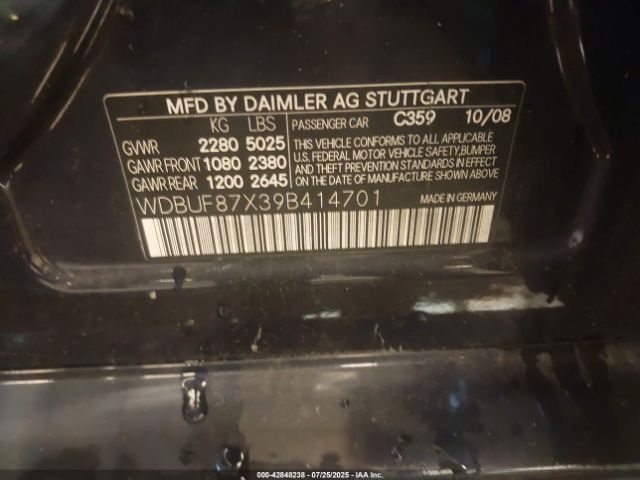 MFD BY DAIMLER AG STUTTGART
KG LBS
GVWR 2280 5025
GAWR FRONT 1080 2380
GAWR REAR 1200 2645
PASSENGER CAR C359 10/08
THIS VEHICLE CONFORMS TO ALL APPLICABLE
U.S. FEDERAL MOTOR VEHICLE SAFETY, BUMPER
AND THEFT PREVENTION STANDARDS IN EFFECT
ON THE DATE OF MANUFACTURE SHOWN ABOVE
WDBUF87X39B414701 MADE IN GERMANY
000-42848238 - 07/25/2025 - IAA Inc.